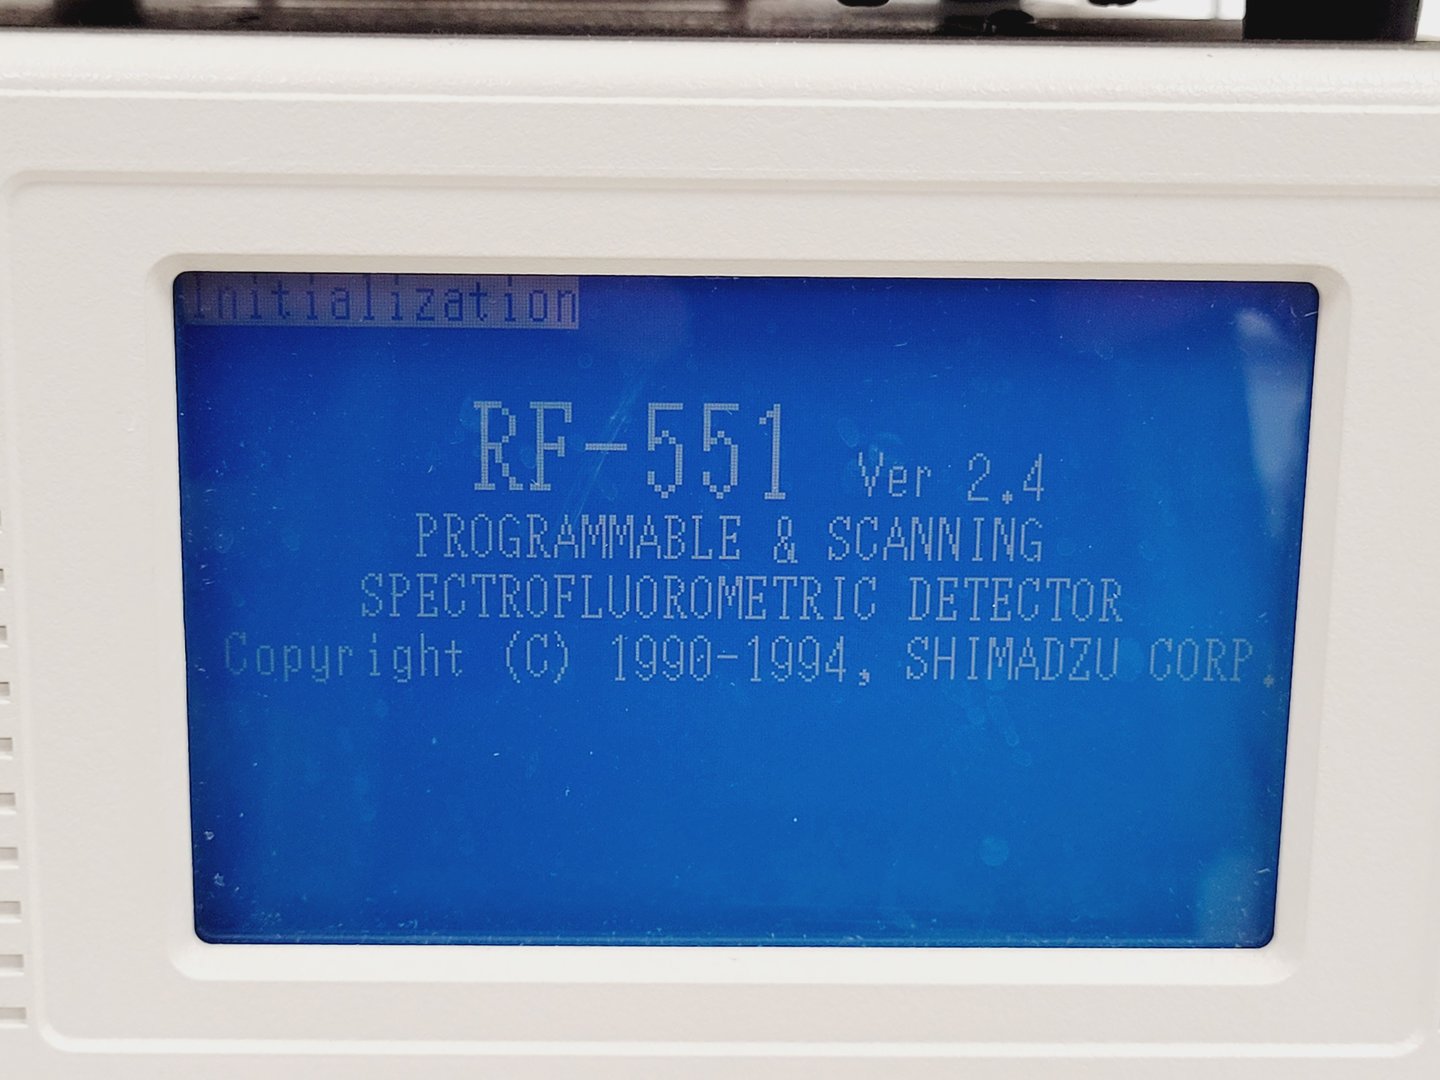 Initialization
RF-551 Ver 2.4
PROGRAMMABLE & SCANNING
SPECTROFLUOROMETRIC DETECTOR
Copyright (C) 1990-1994, SHIMADZU CORP.